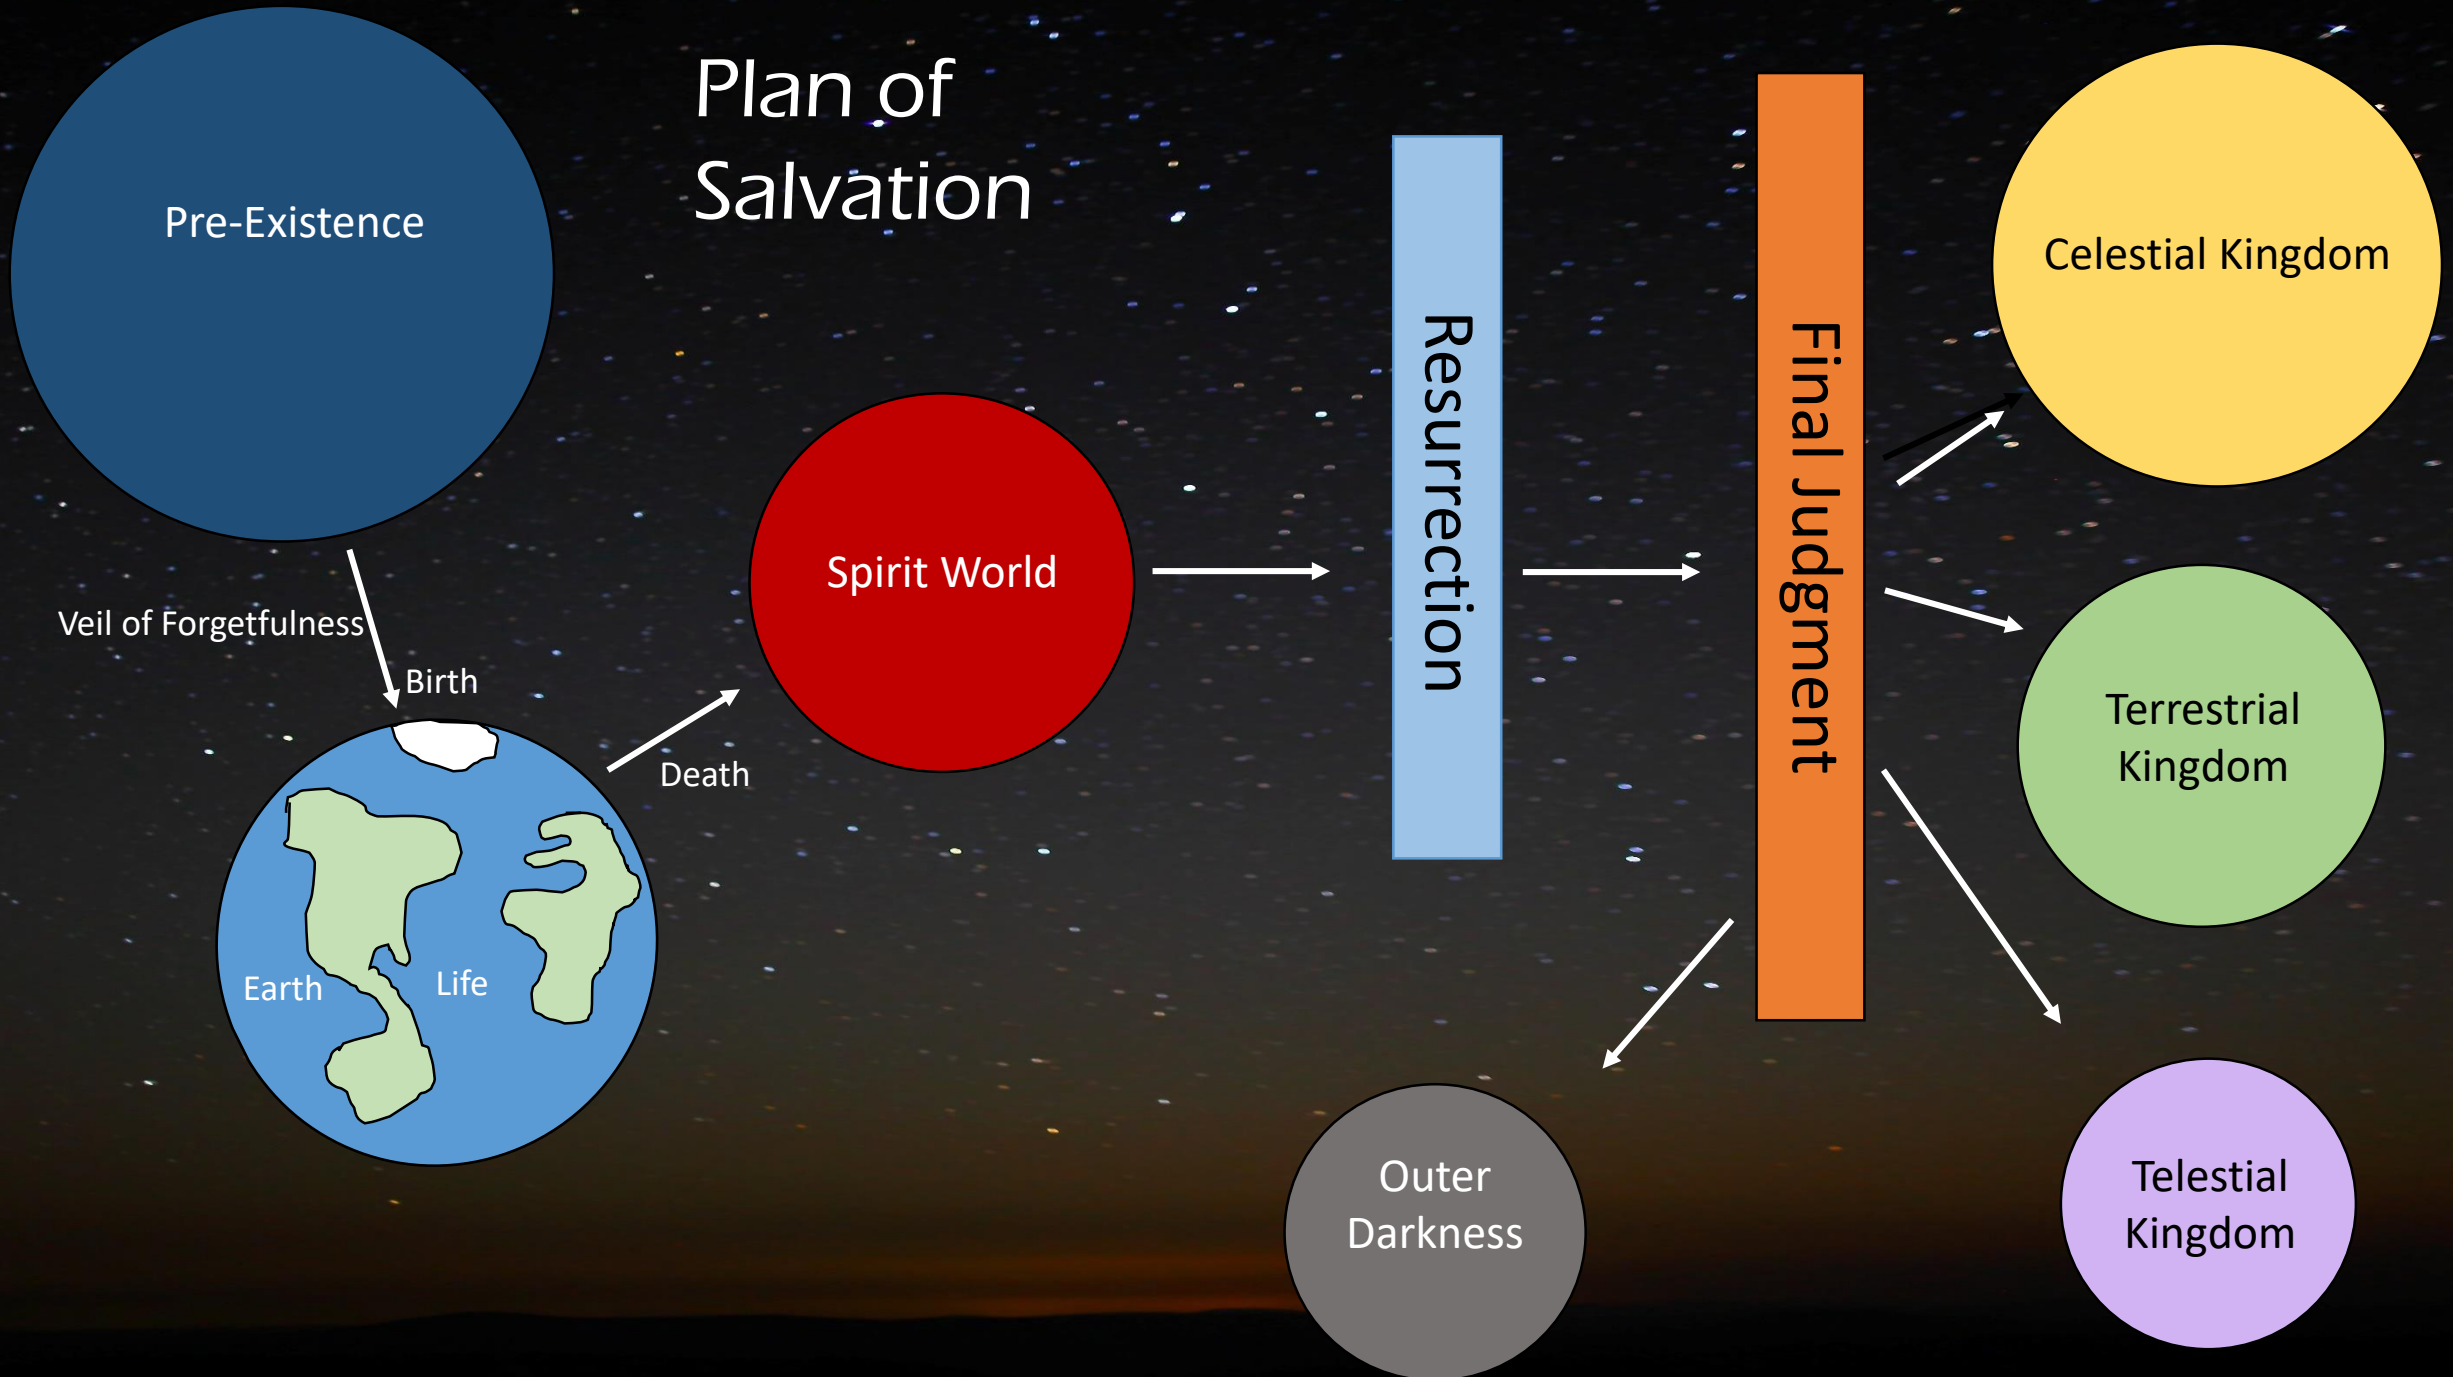 Plan of
Salvation
Pre-Existence
Veil of Forgetfulness
Birth
Earth
Life
Death
Spirit World
Resurrection
Final Judgment
Celestial Kingdom
Terrestrial
Kingdom
Telestial
Kingdom
Outer
Darkness